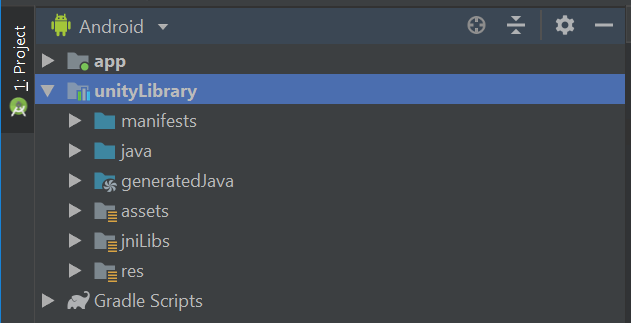 1: Project
Android
app
unityLibrary
manifests
java
generatedJava
assets
jniLibs
res
Gradle Scripts